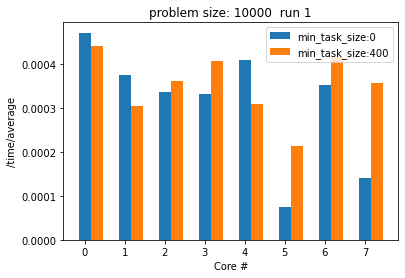 problem size: 10000  run 1
min_task_size:0
min_task_size:400
/time/average
0.0004
0.0003
0.0002
0.0001
0.0000
0 1 2 3 4 5 6 7
Core #